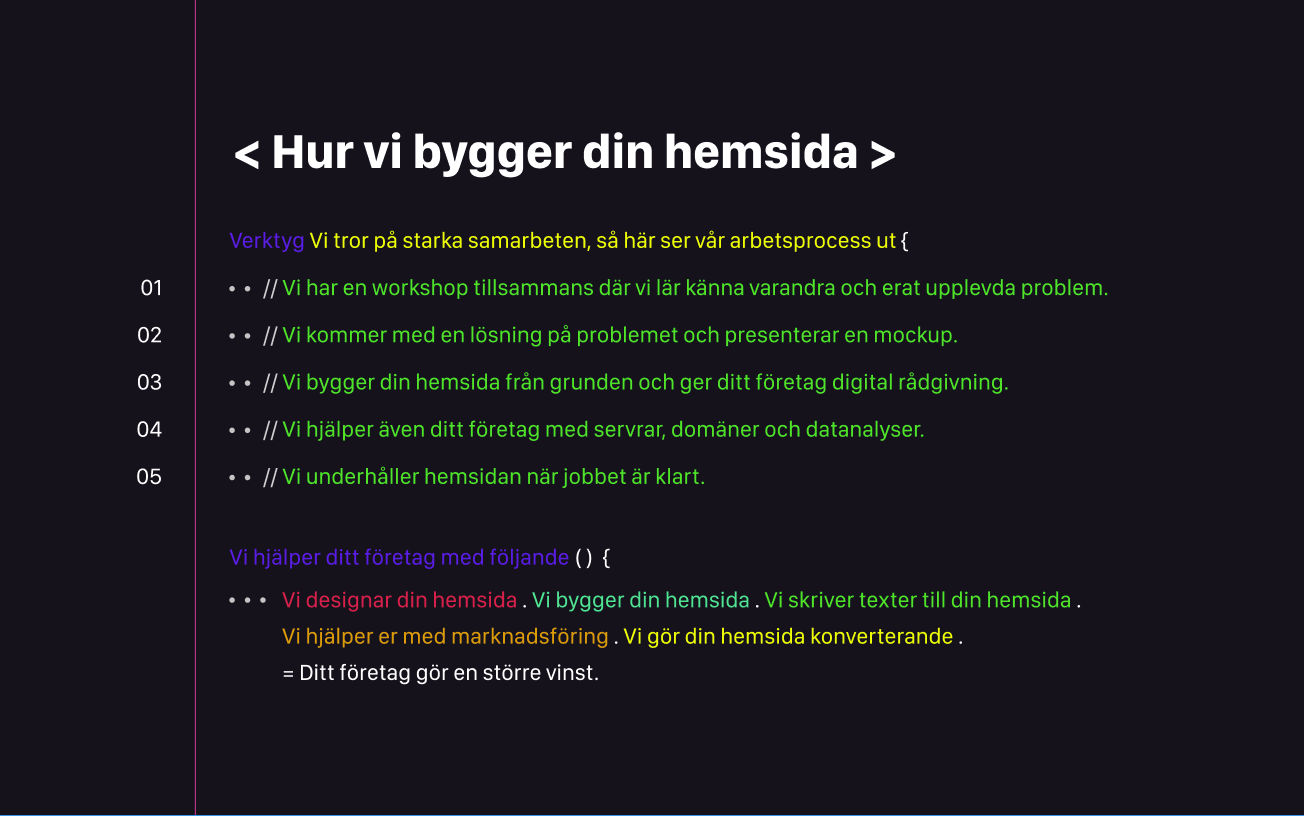 < Hur vi bygger din hemsida >
Verktyg Vi tror på starka samarbeten, så här ser vår arbetsprocess ut {
01 • • // Vi har en workshop tillsammans där vi lär känna varandra och erat upplevda problem.
02 • • // Vi kommer med en lösning på problemet och presenterar en mockup.
03 • • // Vi bygger din hemsida från grunden och ger ditt företag digital rådgivning.
04 • • // Vi hjälper även ditt företag med servrar, domäner och datanalyser.
05 • • // Vi underhåller hemsidan när jobbet är klart.
Vi hjälper ditt företag med följande () {
• • • Vi designar din hemsida . Vi bygger din hemsida . Vi skriver texter till din hemsida .
Vi hjälper er med marknadsföring . Vi gör din hemsida konverterande .
= Ditt företag gör en större vinst.